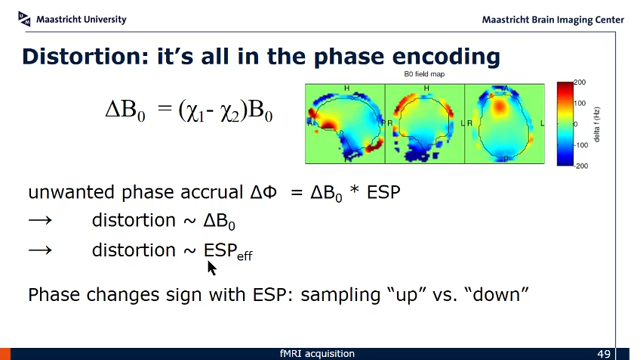 Maastricht University
Maastricht Brain Imaging Center
Distortion: it's all in the phase encoding
B0 field map
ΔB₀ = (χ₁- χ₂)B₀
H H A
R L R L
200
100
0
-100
-200
delta f (Hz)
unwanted phase accrual ΔΦ = ΔB₀ * ESP
→ distortion ~ ΔB₀
→ distortion ~ ESPeff
Phase changes sign with ESP: sampling “up” vs. “down”
fMRI acquisition
49